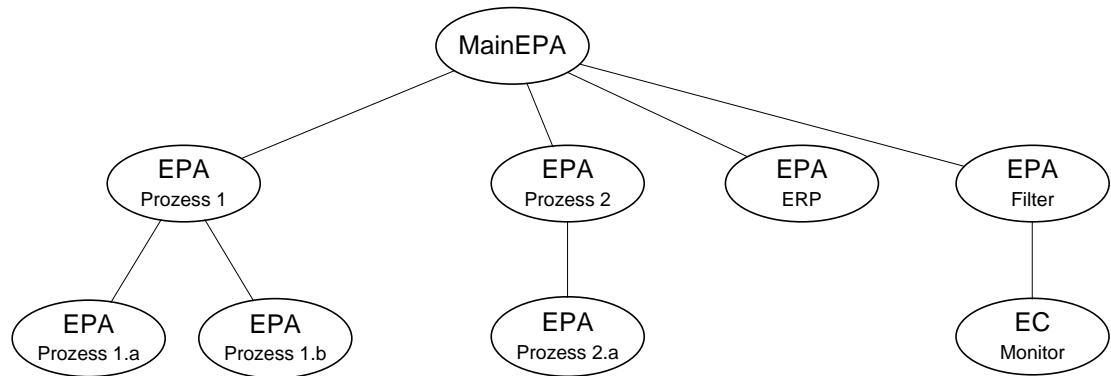 MainEPA
EPA
Prozess 1
EPA
Prozess 2
EPA
ERP
EPA
Filter
EPA
Prozess 1.a
EPA
Prozess 1.b
EPA
Prozess 2.a
EC
Monitor